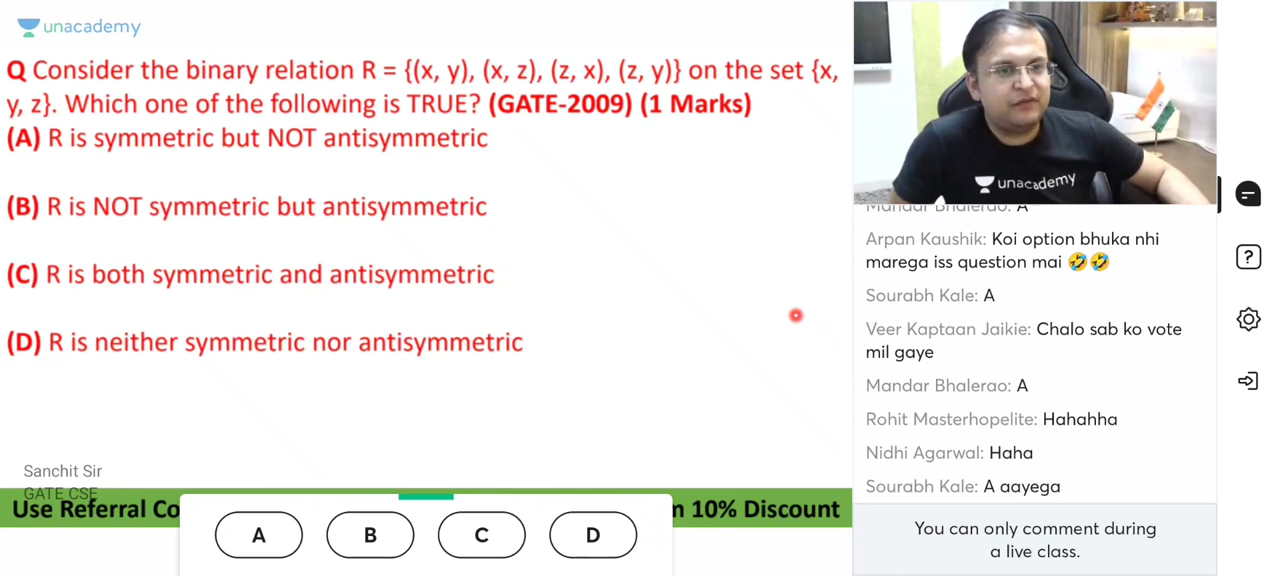 unacademy
Q Consider the binary relation R = {(x, y), (x, z), (z, x), (z, y)} on the set {x,
y, z}. Which one of the following is TRUE? (GATE-2009) (1 Marks)
(A) R is symmetric but NOT antisymmetric
(B) R is NOT symmetric but antisymmetric
(C) R is both symmetric and antisymmetric
(D) R is neither symmetric nor antisymmetric
Sanchit Sir
GATE CSE
Use Referral Co
10% Discount
A B C D
unacademy
Mandar Bhalerao: A
Arpan Kaushik: Koi option bhuka nhi
marega iss question mai 🤣🤣
Sourabh Kale: A
Veer Kaptaan Jaikie: Chalo sab ko vote
mil gaye
Mandar Bhalerao: A
Rohit Masterhopelite: Hahahha
Nidhi Agarwal: Haha
Sourabh Kale: A aayega
You can only comment during
a live class.
?